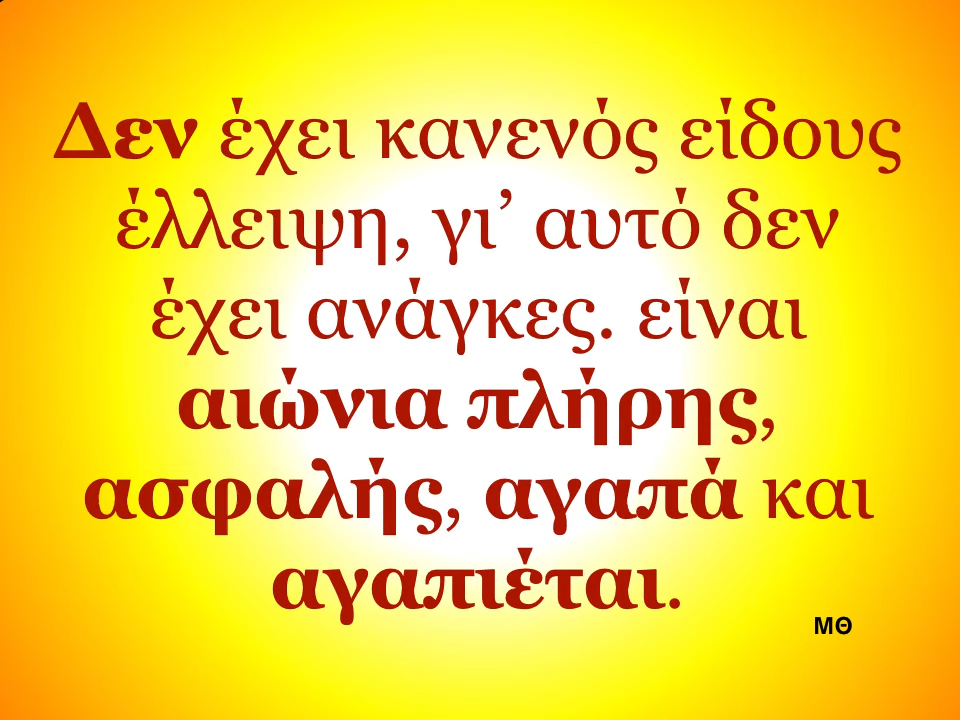 Δεν έχει κανενός είδους
έλλειψη, γι’ αυτό δεν
έχει ανάγκες. είναι
αιώνια πλήρης,
ασφαλής, αγαπά και
αγαπιέται.
ΜΘ